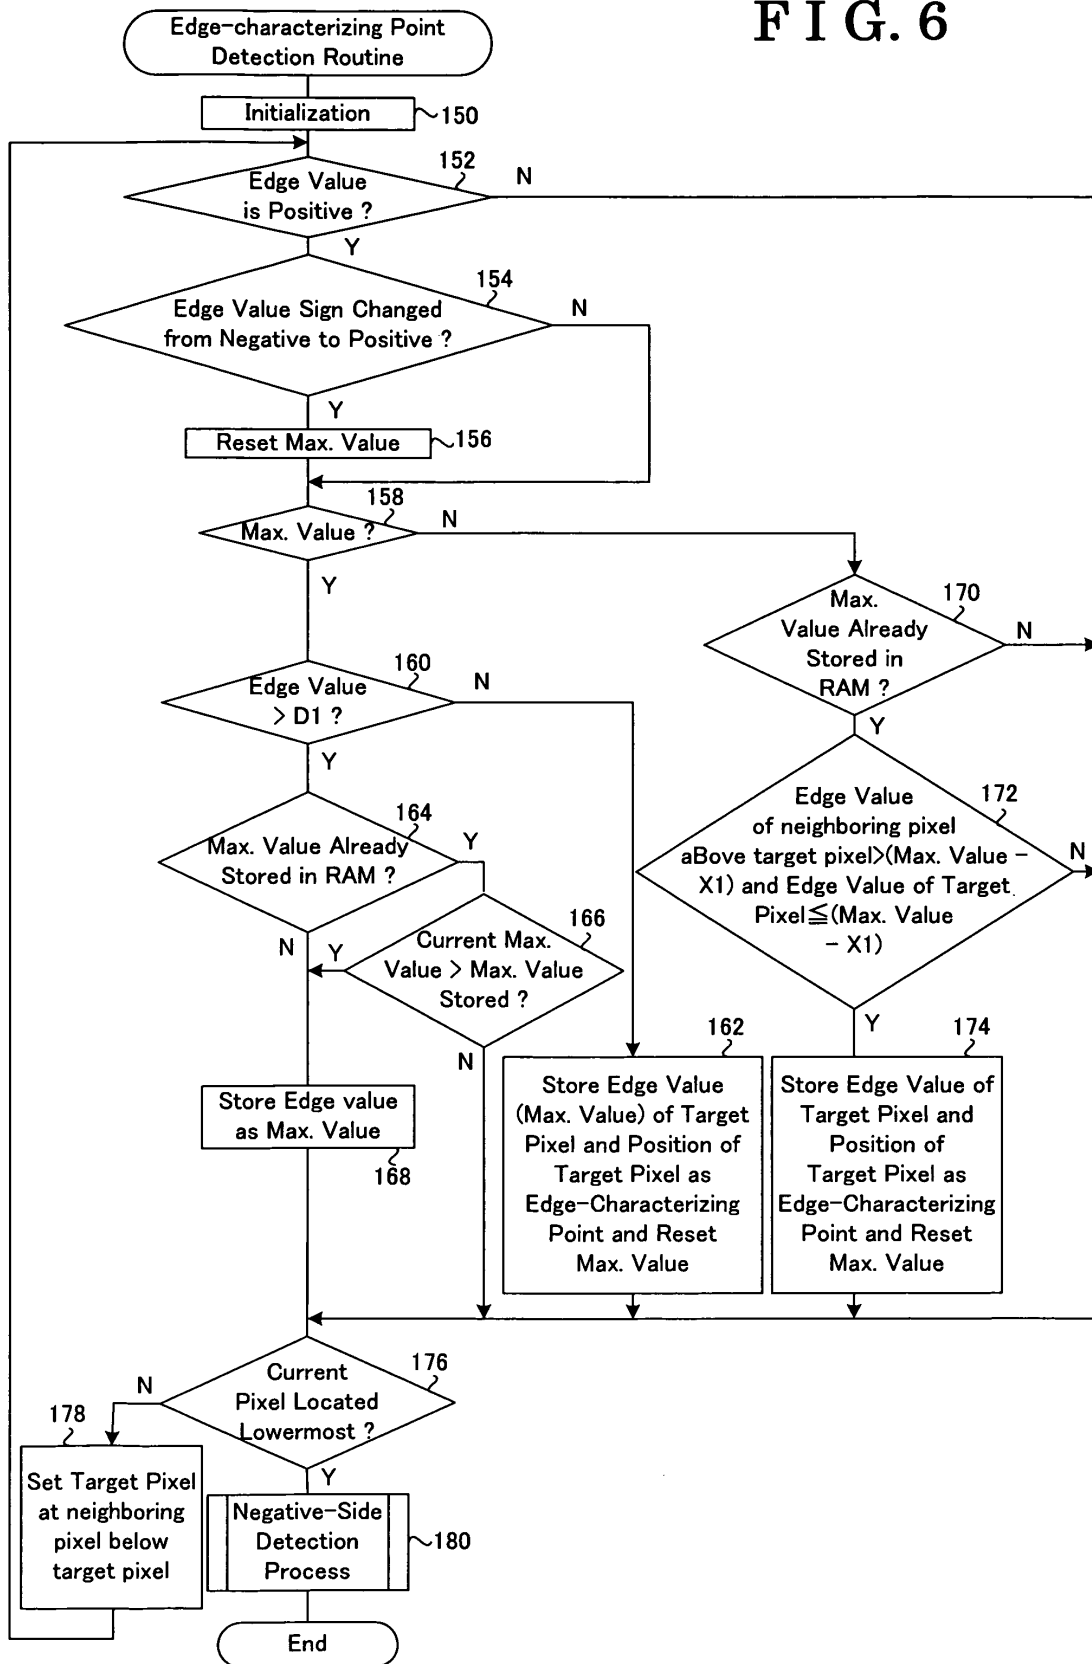 FIG. 6
Edge-characterizing Point
Detection Routine
Initialization
150
152
N
Edge Value
is Positive ?
Y
154
N
Edge Value Sign Changed
from Negative to Positive ?
Y
Reset Max. Value
156
158
N
Max. Value ?
Y
170
Max.
Value Already
Stored in
RAM ?
N
Y
160
N
Edge Value
> D1 ?
Y
164
Y
Max. Value Already
Stored in RAM ?
N
172
Edge Value
of neighboring pixel
aBove target pixel>(Max. Value -
X1) and Edge Value of Target
Pixel≦(Max. Value
- X1)
N
Y
166
Y
Current Max.
Value > Max. Value
Stored ?
N
162
Store Edge Value
(Max. Value) of Target
Pixel and Position of
Target Pixel as
Edge-Characterizing
Point and Reset
Max. Value
174
Store Edge Value of
Target Pixel and
Position of
Target Pixel as
Edge-Characterizing
Point and Reset
Max. Value
Store Edge value
as Max. Value
168
176
N
Current
Pixel Located
Lowermost ?
Y
178
Set Target Pixel
at neighboring
pixel below
target pixel
Negative-Side
Detection
Process
180
End